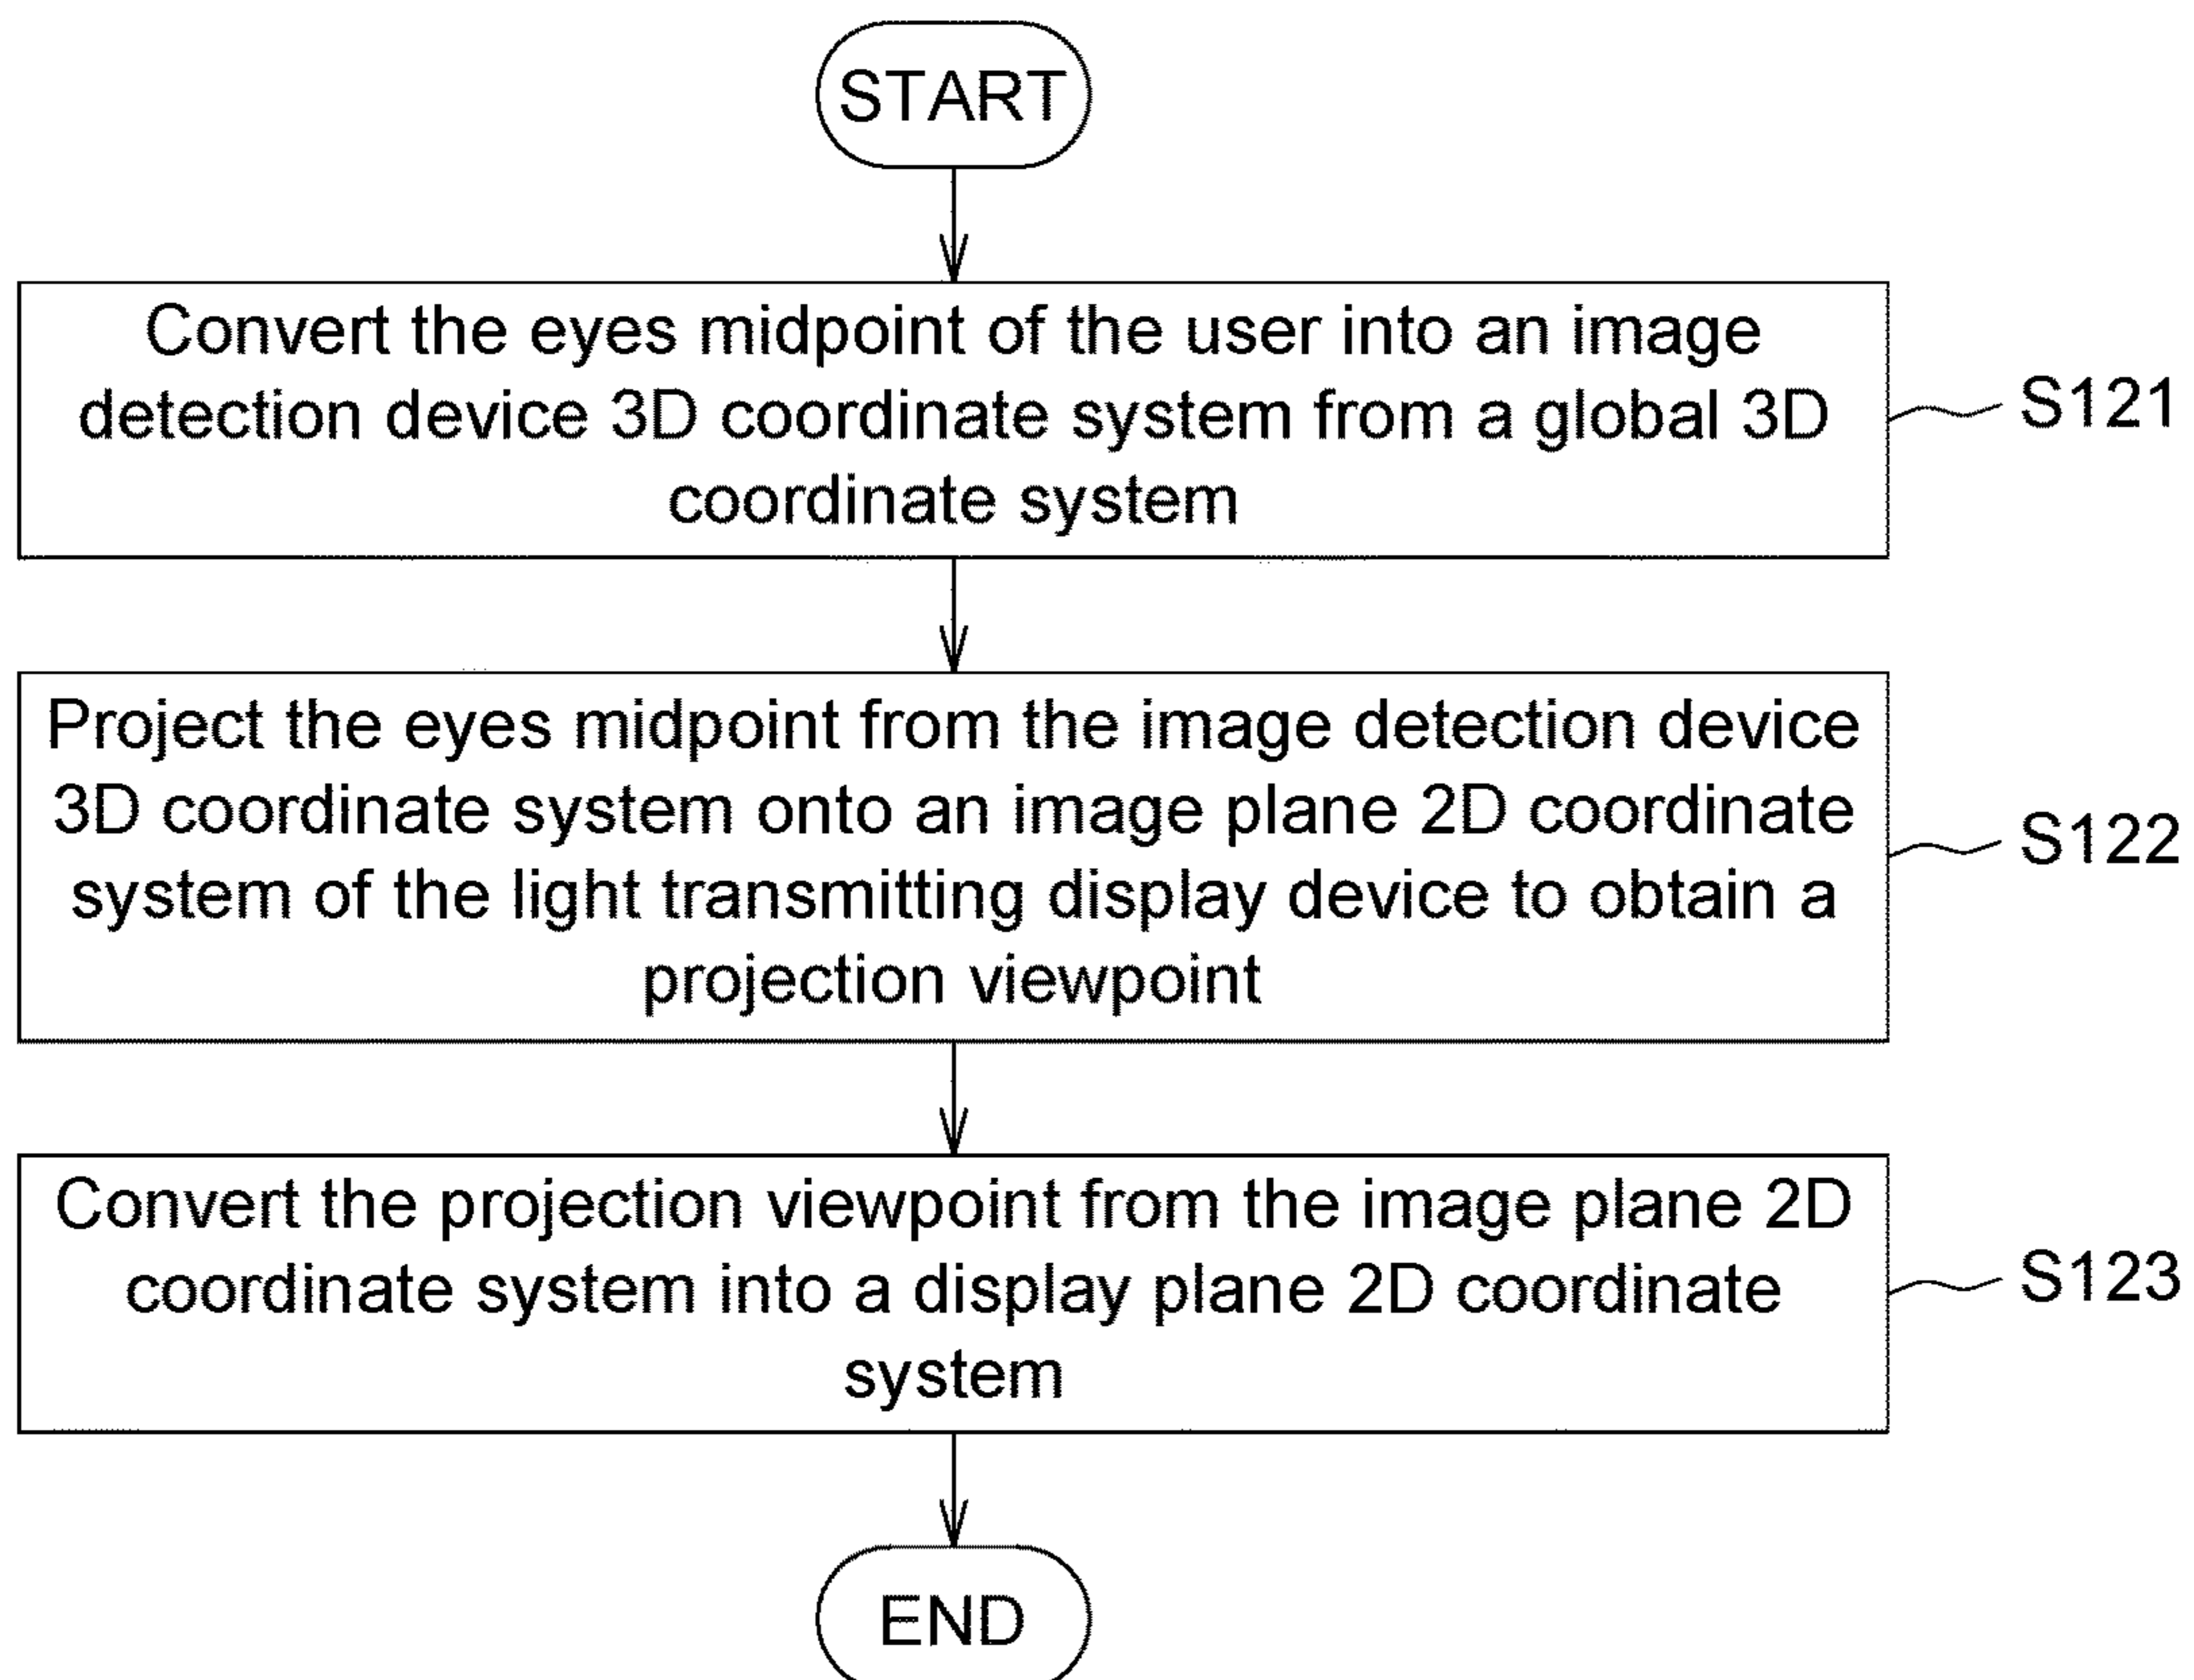 START
Convert the eyes midpoint of the user into an image
detection device 3D coordinate system from a global 3D
coordinate system
S121
Project the eyes midpoint from the image detection device
3D coordinate system onto an image plane 2D coordinate
system of the light transmitting display device to obtain a
projection viewpoint
S122
Convert the projection viewpoint from the image plane 2D
coordinate system into a display plane 2D coordinate
system
S123
END